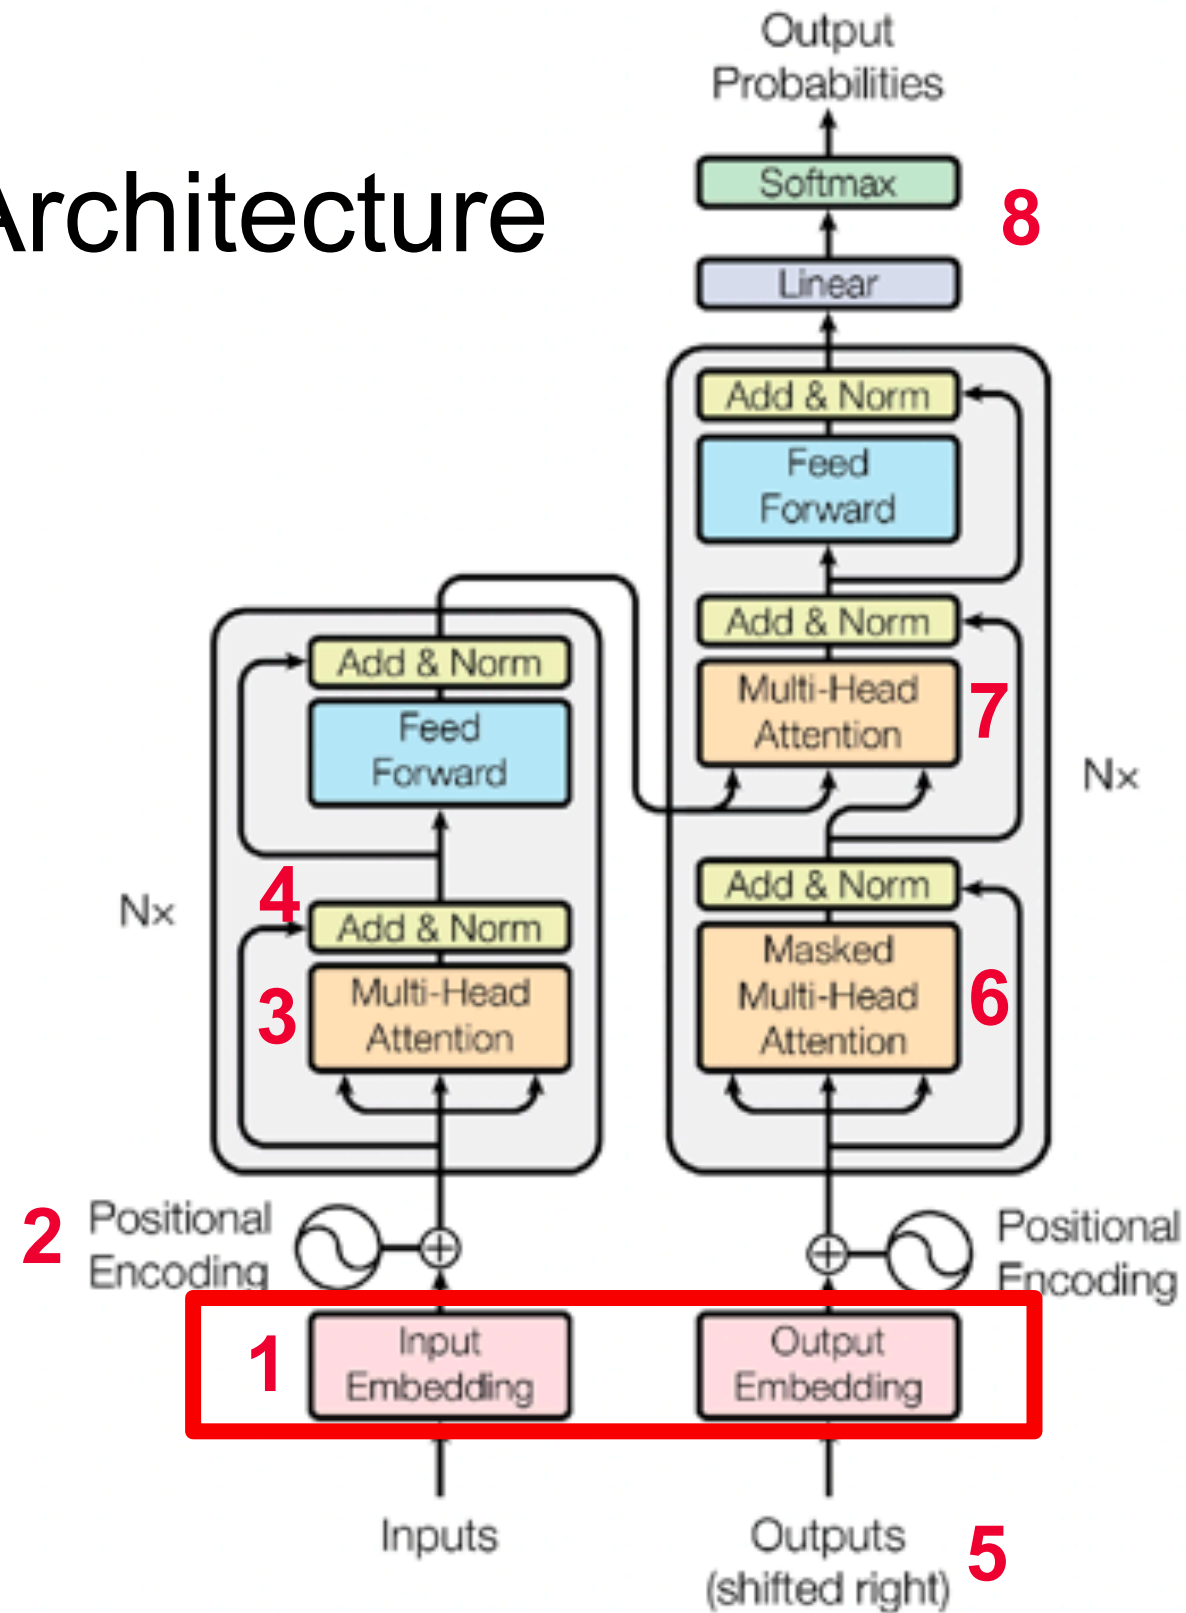 Output
Probabilities
Architecture
Softmax
8
Linear
Add & Norm
Feed
Forward
Add & Norm
Multi-Head
Attention
7
Nx
Add & Norm
Masked
Multi-Head
Attention
6
Add & Norm
Feed
Forward
Nx
4
Add & Norm
3
Multi-Head
Attention
2
Positional
Encoding
Positional
Encoding
1
Input
Embedding
Output
Embedding
Inputs
Outputs
(shifted right)
5